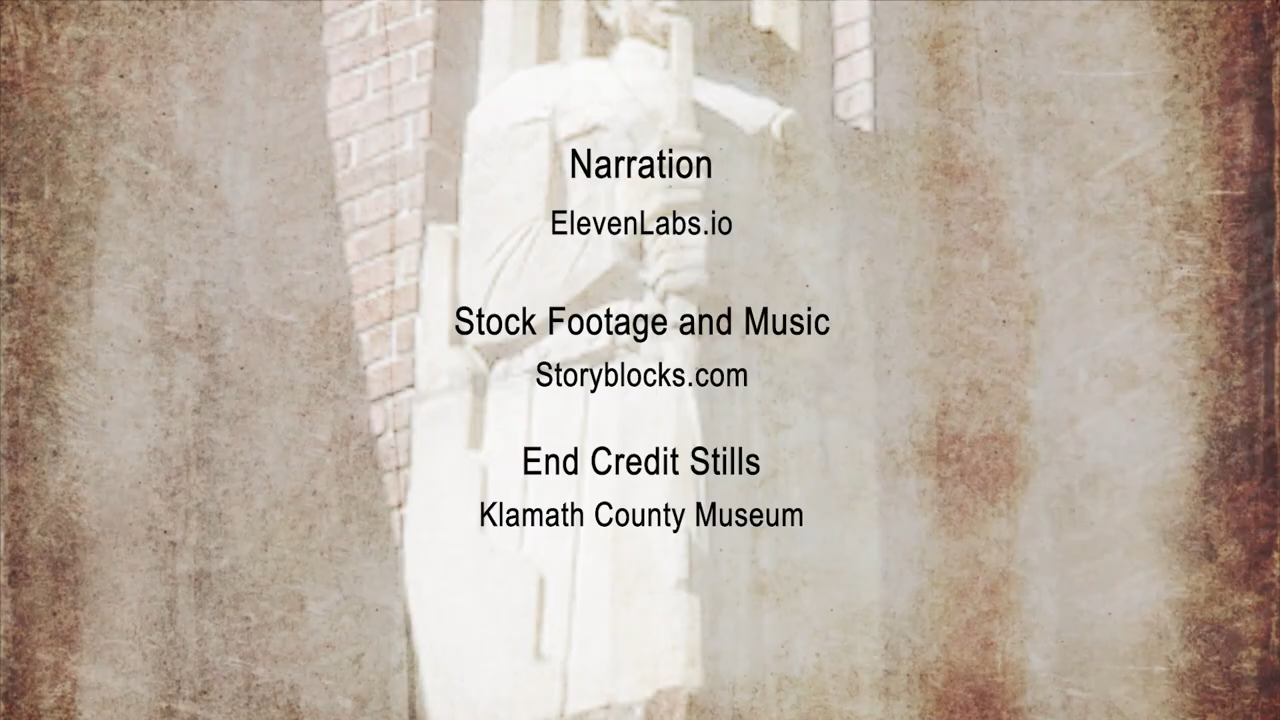 Narration
ElevenLabs.io
Stock Footage and Music
Storyblocks.com
End Credit Stills
Klamath County Museum